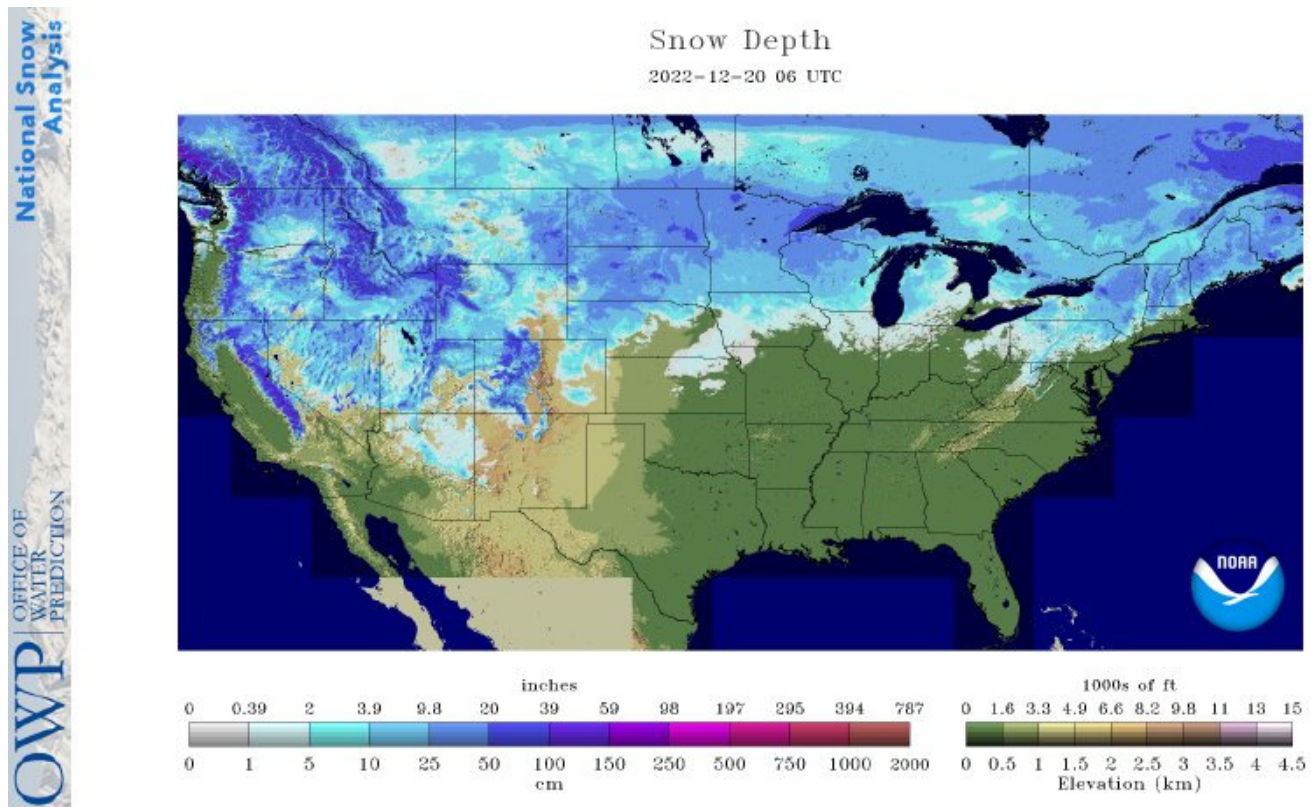 National Snow
Analysis
OWP
OFFICE OF
WATER
PREDICTION
Snow Depth
2022-12-20 06 UTC
NOAA
inches
0 0.39 2 3.9 9.8 20 39 59 98 197 295 394 787
0 1 5 10 25 50 100 150 250 500 750 1000 2000
cm
1000s of ft
0 1.6 3.3 4.9 6.6 8.2 9.8 11 13 15
0 0.5 1 1.5 2 2.5 3 3.5 4 4.5
Elevation (km)